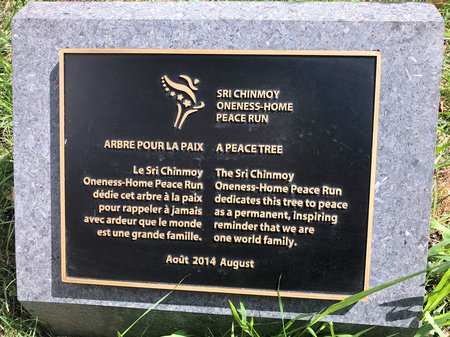 SRI CHINMOY
ONENESS-HOME
PEACE RUN
ARBRE POUR LA PAIX
Le Sri Chinmoy
Oneness-Home Peace Run
dédie cet arbre à la paix
pour rappeler à jamais
avec ardeur que le monde
est une grande famille.
A PEACE TREE
The Sri Chinmoy
Oneness-Home Peace Run
dedicates this tree to peace
as a permanent, inspiring
reminder that we are
one world family.
Août 2014 August